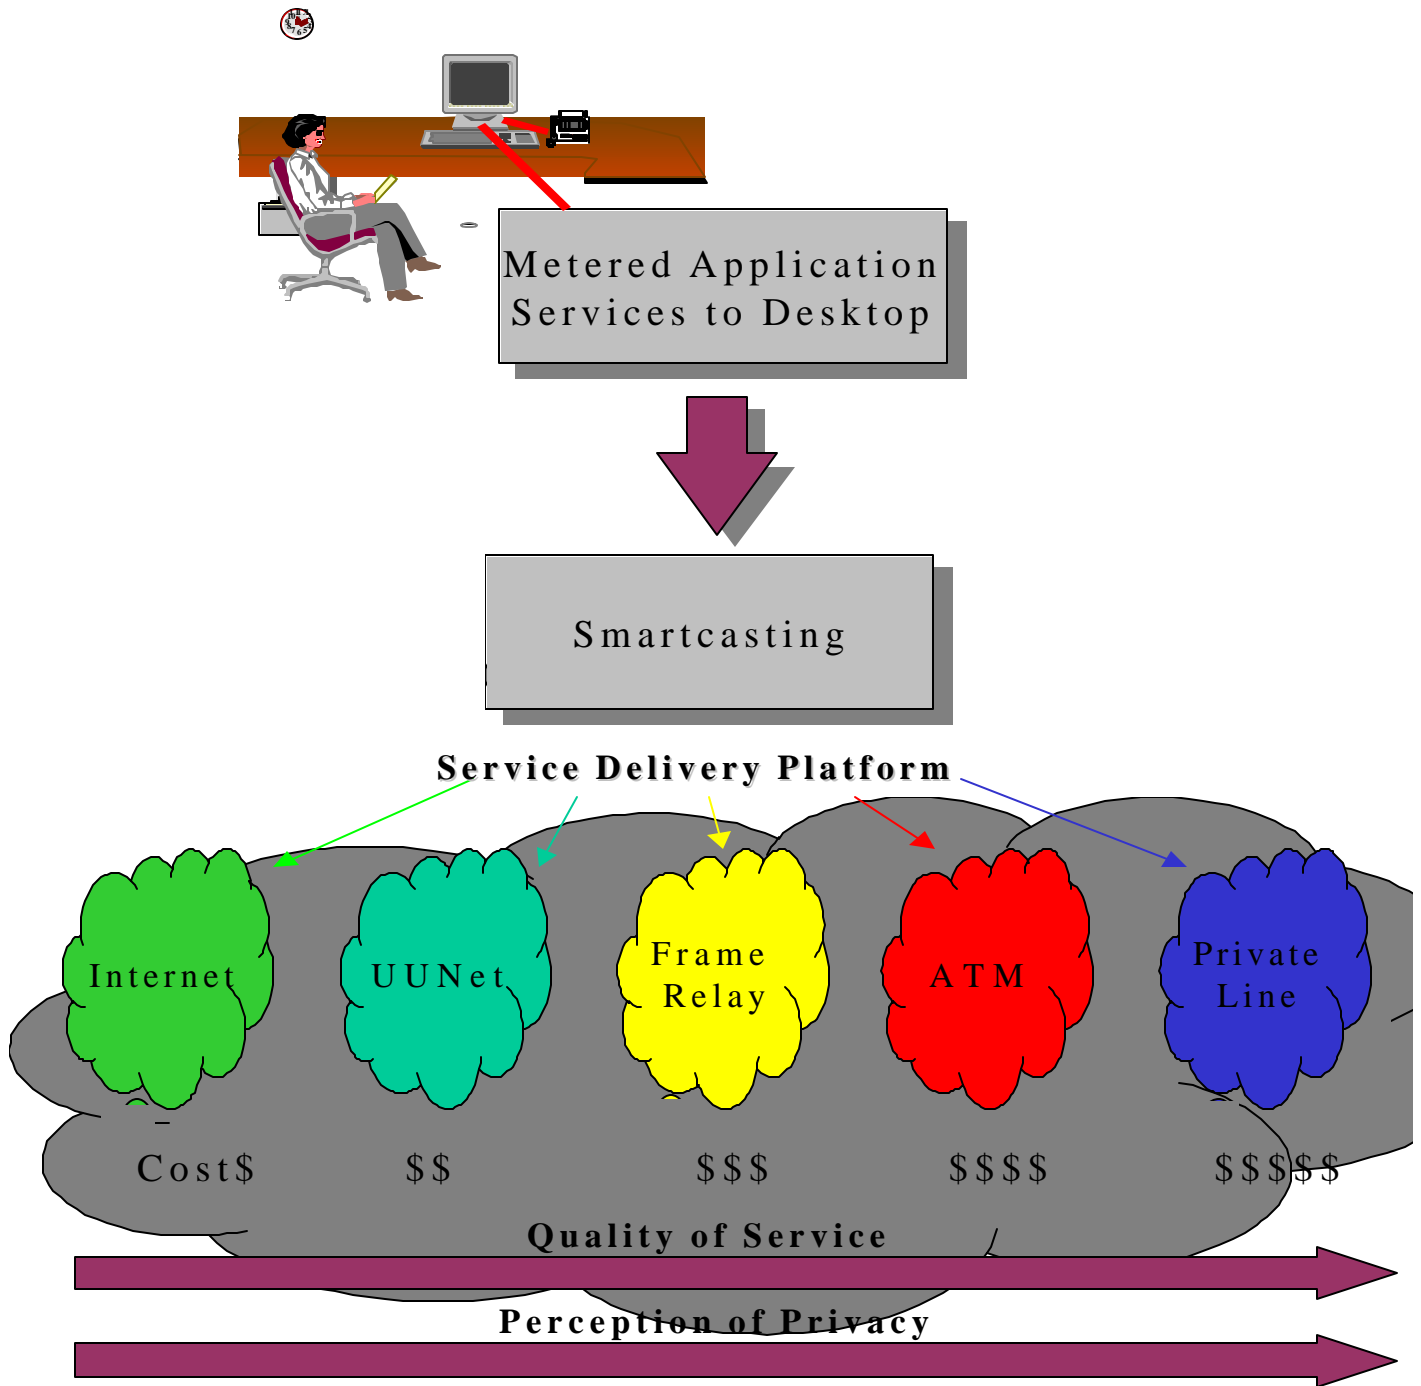 Metered Application
Services to Desktop
Smartcasting
Service Delivery Platform
Internet
UUNet
Frame
Relay
ATM
Private
Line
Cost$
$$
$$$
$$$$
$$$$$
Quality of Service
Perception of Privacy